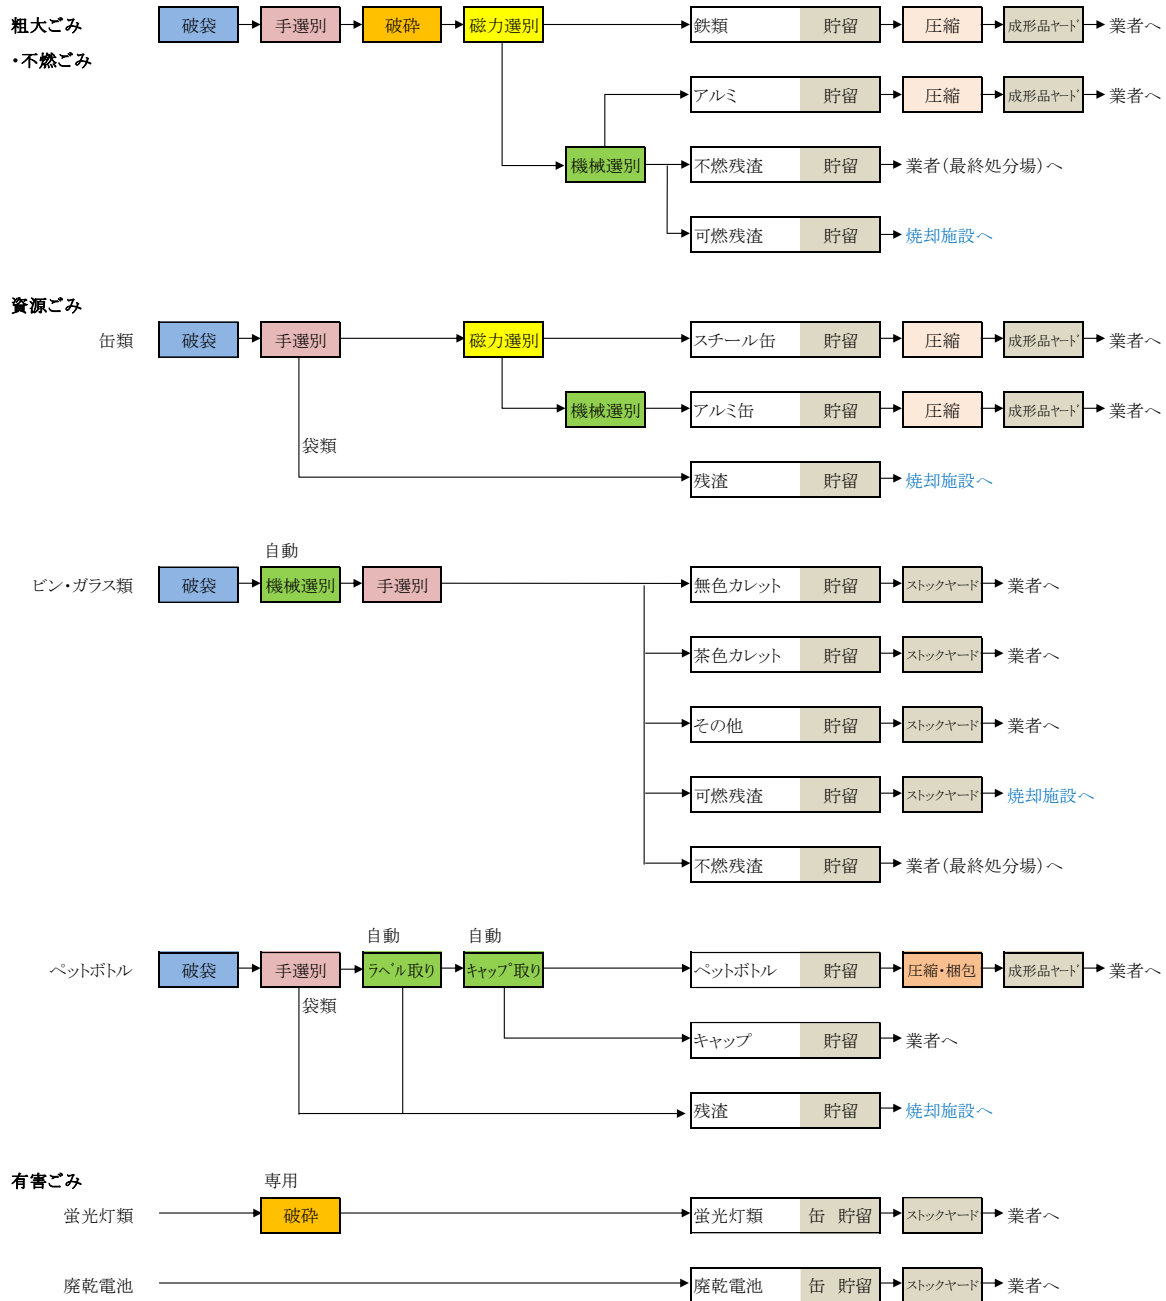 粗大ごみ 破袋 手選別 破砕 磁力選別 鉄類 貯留 圧縮 成形品ヤード 業者へ
・不燃ごみ
アルミ 貯留 圧縮 成形品ヤード 業者へ
機械選別 不燃残渣 貯留 業者(最終処分場)へ
可燃残渣 貯留 焼却施設へ
資源ごみ
缶類 破袋 手選別 磁力選別 スチール缶 貯留 圧縮 成形品ヤード 業者へ
機械選別 アルミ缶 貯留 圧縮 成形品ヤード 業者へ
袋類
残渣 貯留 焼却施設へ
自動
ビン・ガラス類 破袋 機械選別 手選別 無色カレット 貯留 ストックヤード 業者へ
茶色カレット 貯留 ストックヤード 業者へ
その他 貯留 ストックヤード 業者へ
可燃残渣 貯留 ストックヤード 焼却施設へ
不燃残渣 貯留 業者(最終処分場)へ
自動 自動
ペットボトル 破袋 手選別 ラベル取り キャップ取り ペットボトル 貯留 圧縮・梱包 成形品ヤード 業者へ
袋類
キャップ 貯留 業者へ
残渣 貯留 焼却施設へ
有害ごみ 専用
蛍光灯類 破砕 蛍光灯類 缶 貯留 ストックヤード 業者へ
廃乾電池 廃乾電池 缶 貯留 ストックヤード 業者へ